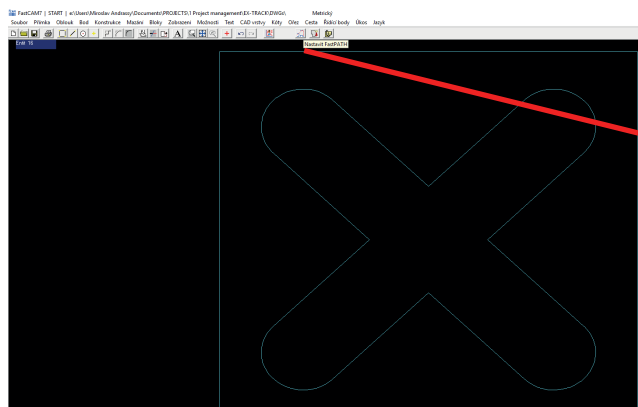 FastCAM7 | START | e:\Users\Miroslav Andrassy\Documents\PROJECTS\1 Project management\EX-TRACK\DWGs\ Metrický
Soubor Přímka Oblouk Bod Konstrukce Mazání Bloky Zobrazení Možnosti Text CAD vrstvy Kóty Ořez Cesta Řídící body Úkos Jazyk
Nastavit FastPATH
Entit 16